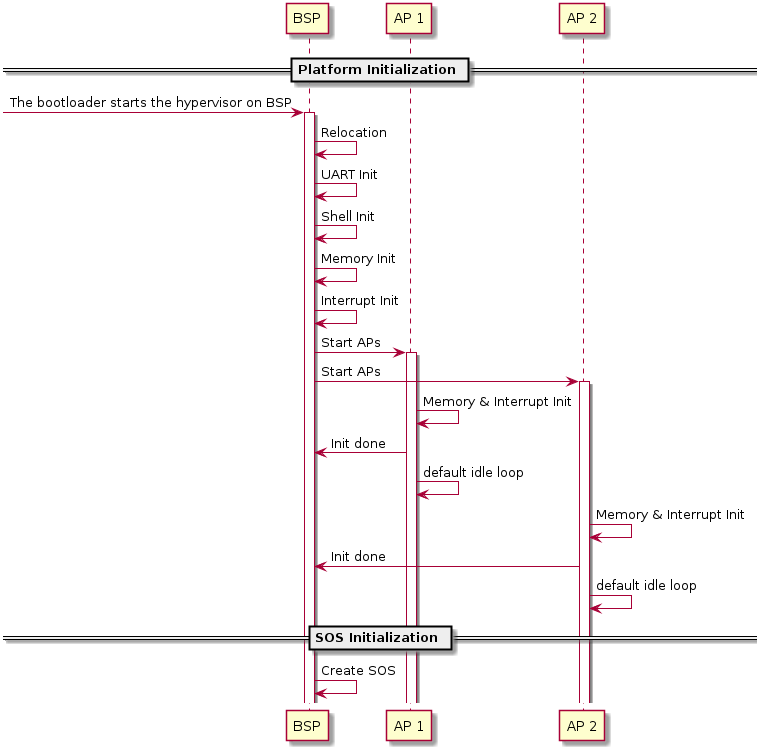 BSP
AP 1
AP 2
Platform Initialization
The bootloader starts the hypervisor on BSP
Relocation
UART Init
Shell Init
Memory Init
Interrupt Init
Start APs
Start APs
Memory & Interrupt Init
Init done
default idle loop
Memory & Interrupt Init
Init done
default idle loop
SOS Initialization
Create SOS
BSP
AP 1
AP 2